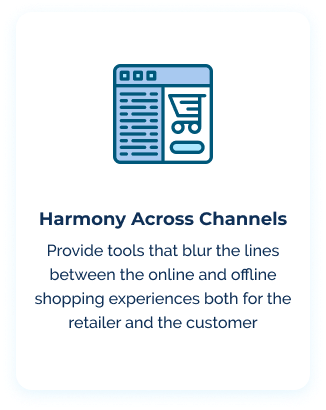 Harmony Across Channels
Provide tools that blur the lines
between the online and offline
shopping experiences both for the
retailer and the customer